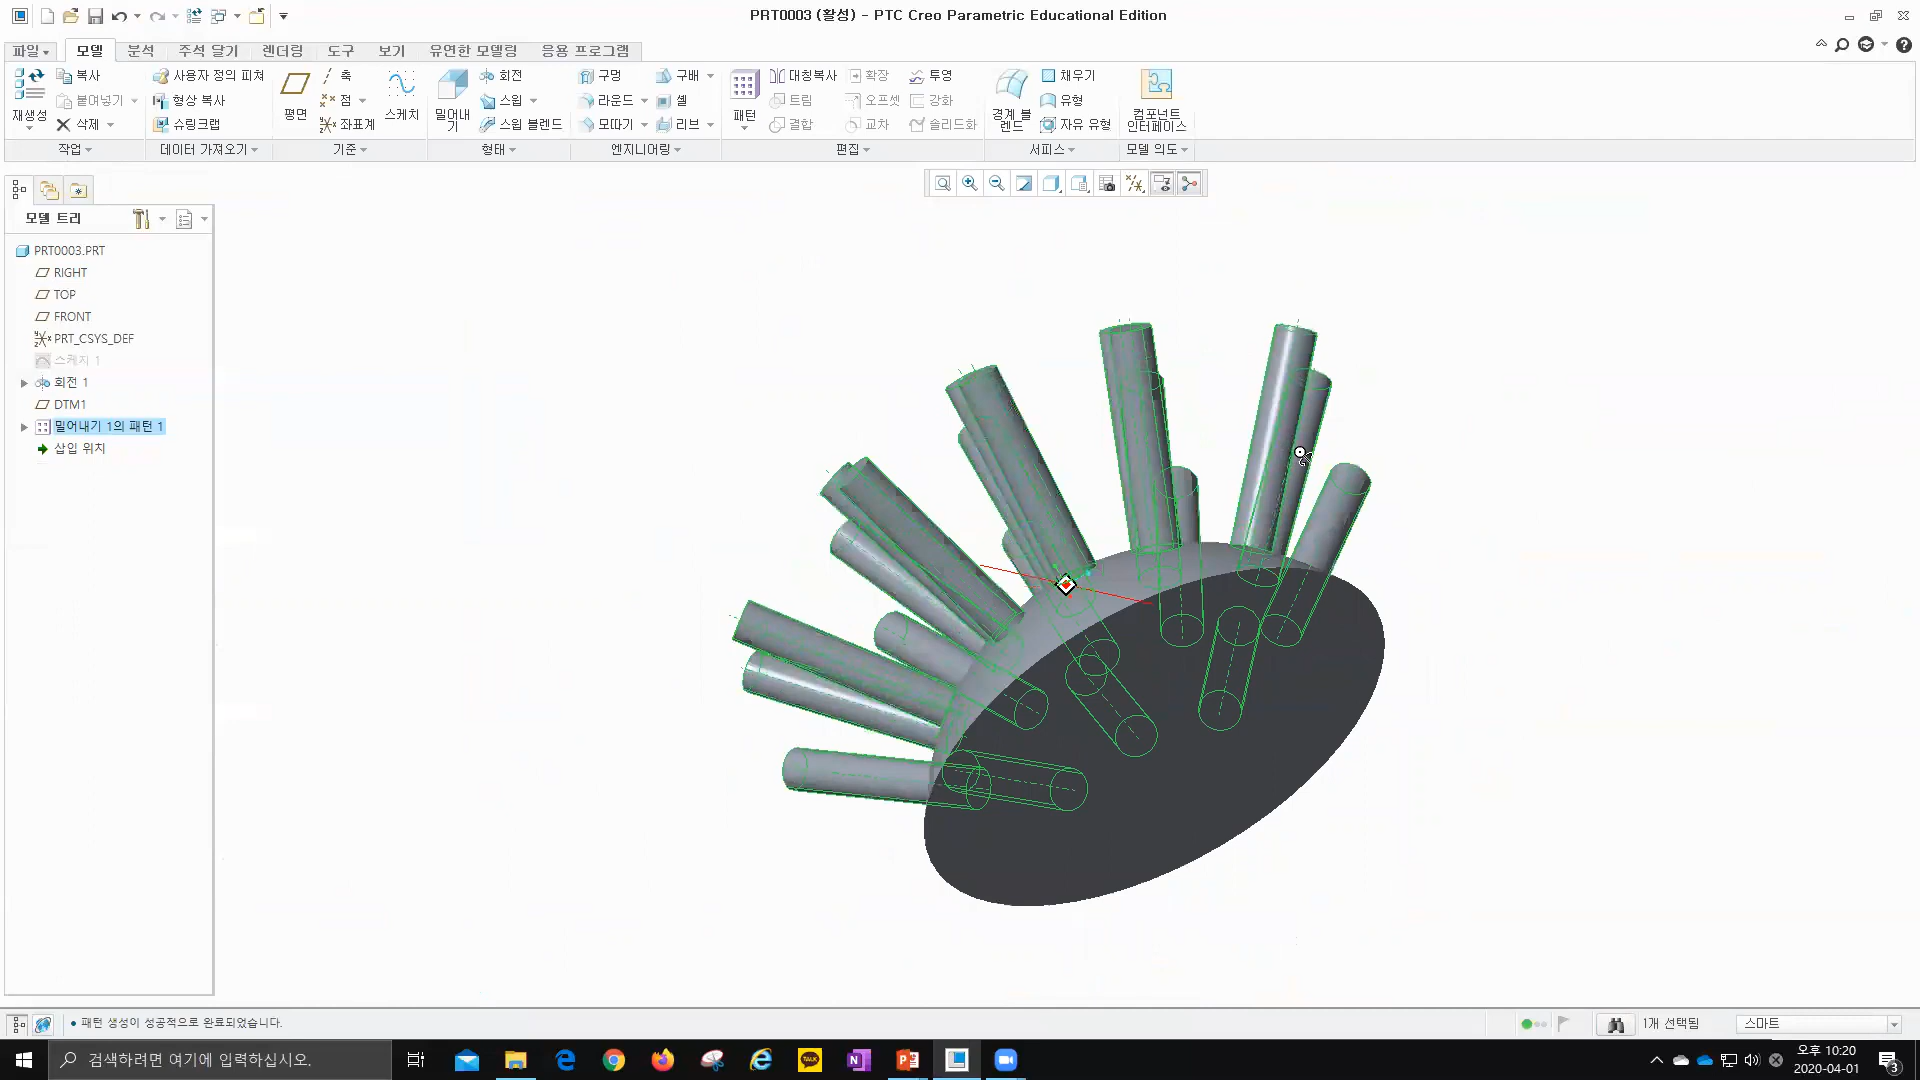 PRT0003 (활성) - PTC Creo Parametric Educational Edition
파일 모델 분석 주석 달기 렌더링 도구 보기 유연한 모델링 응용 프로그램
재생성
복사
붙여넣기
삭제
작업
사용자 정의 피쳐
형상 복사
슈링크랩
데이터 가져오기
평면
축
점
좌표계
스케치
기준
밀어내
기
회전
스윕
스윕 블렌드
형태
구멍
라운드
모따기
구배
셸
리브
엔지니어링
패턴
대칭복사
트림
결합
확장
오프셋
교차
투영
강화
솔리드화
편집
경계 블
렌드
채우기
유형
자유 유형
서피스
컴포넌트
인터페이스
모델 의도
모델 트리
PRT0003.PRT
RIGHT
TOP
FRONT
PRT_CSYS_DEF
스케치 1
회전 1
DTM1
밀어내기 1의 패턴 1
삽입 위치
• 패턴 생성이 성공적으로 완료되었습니다.
1개 선택됨
스마트
검색하려면 여기에 입력하십시오.
TALK
오후 10:20
2020-04-01
3